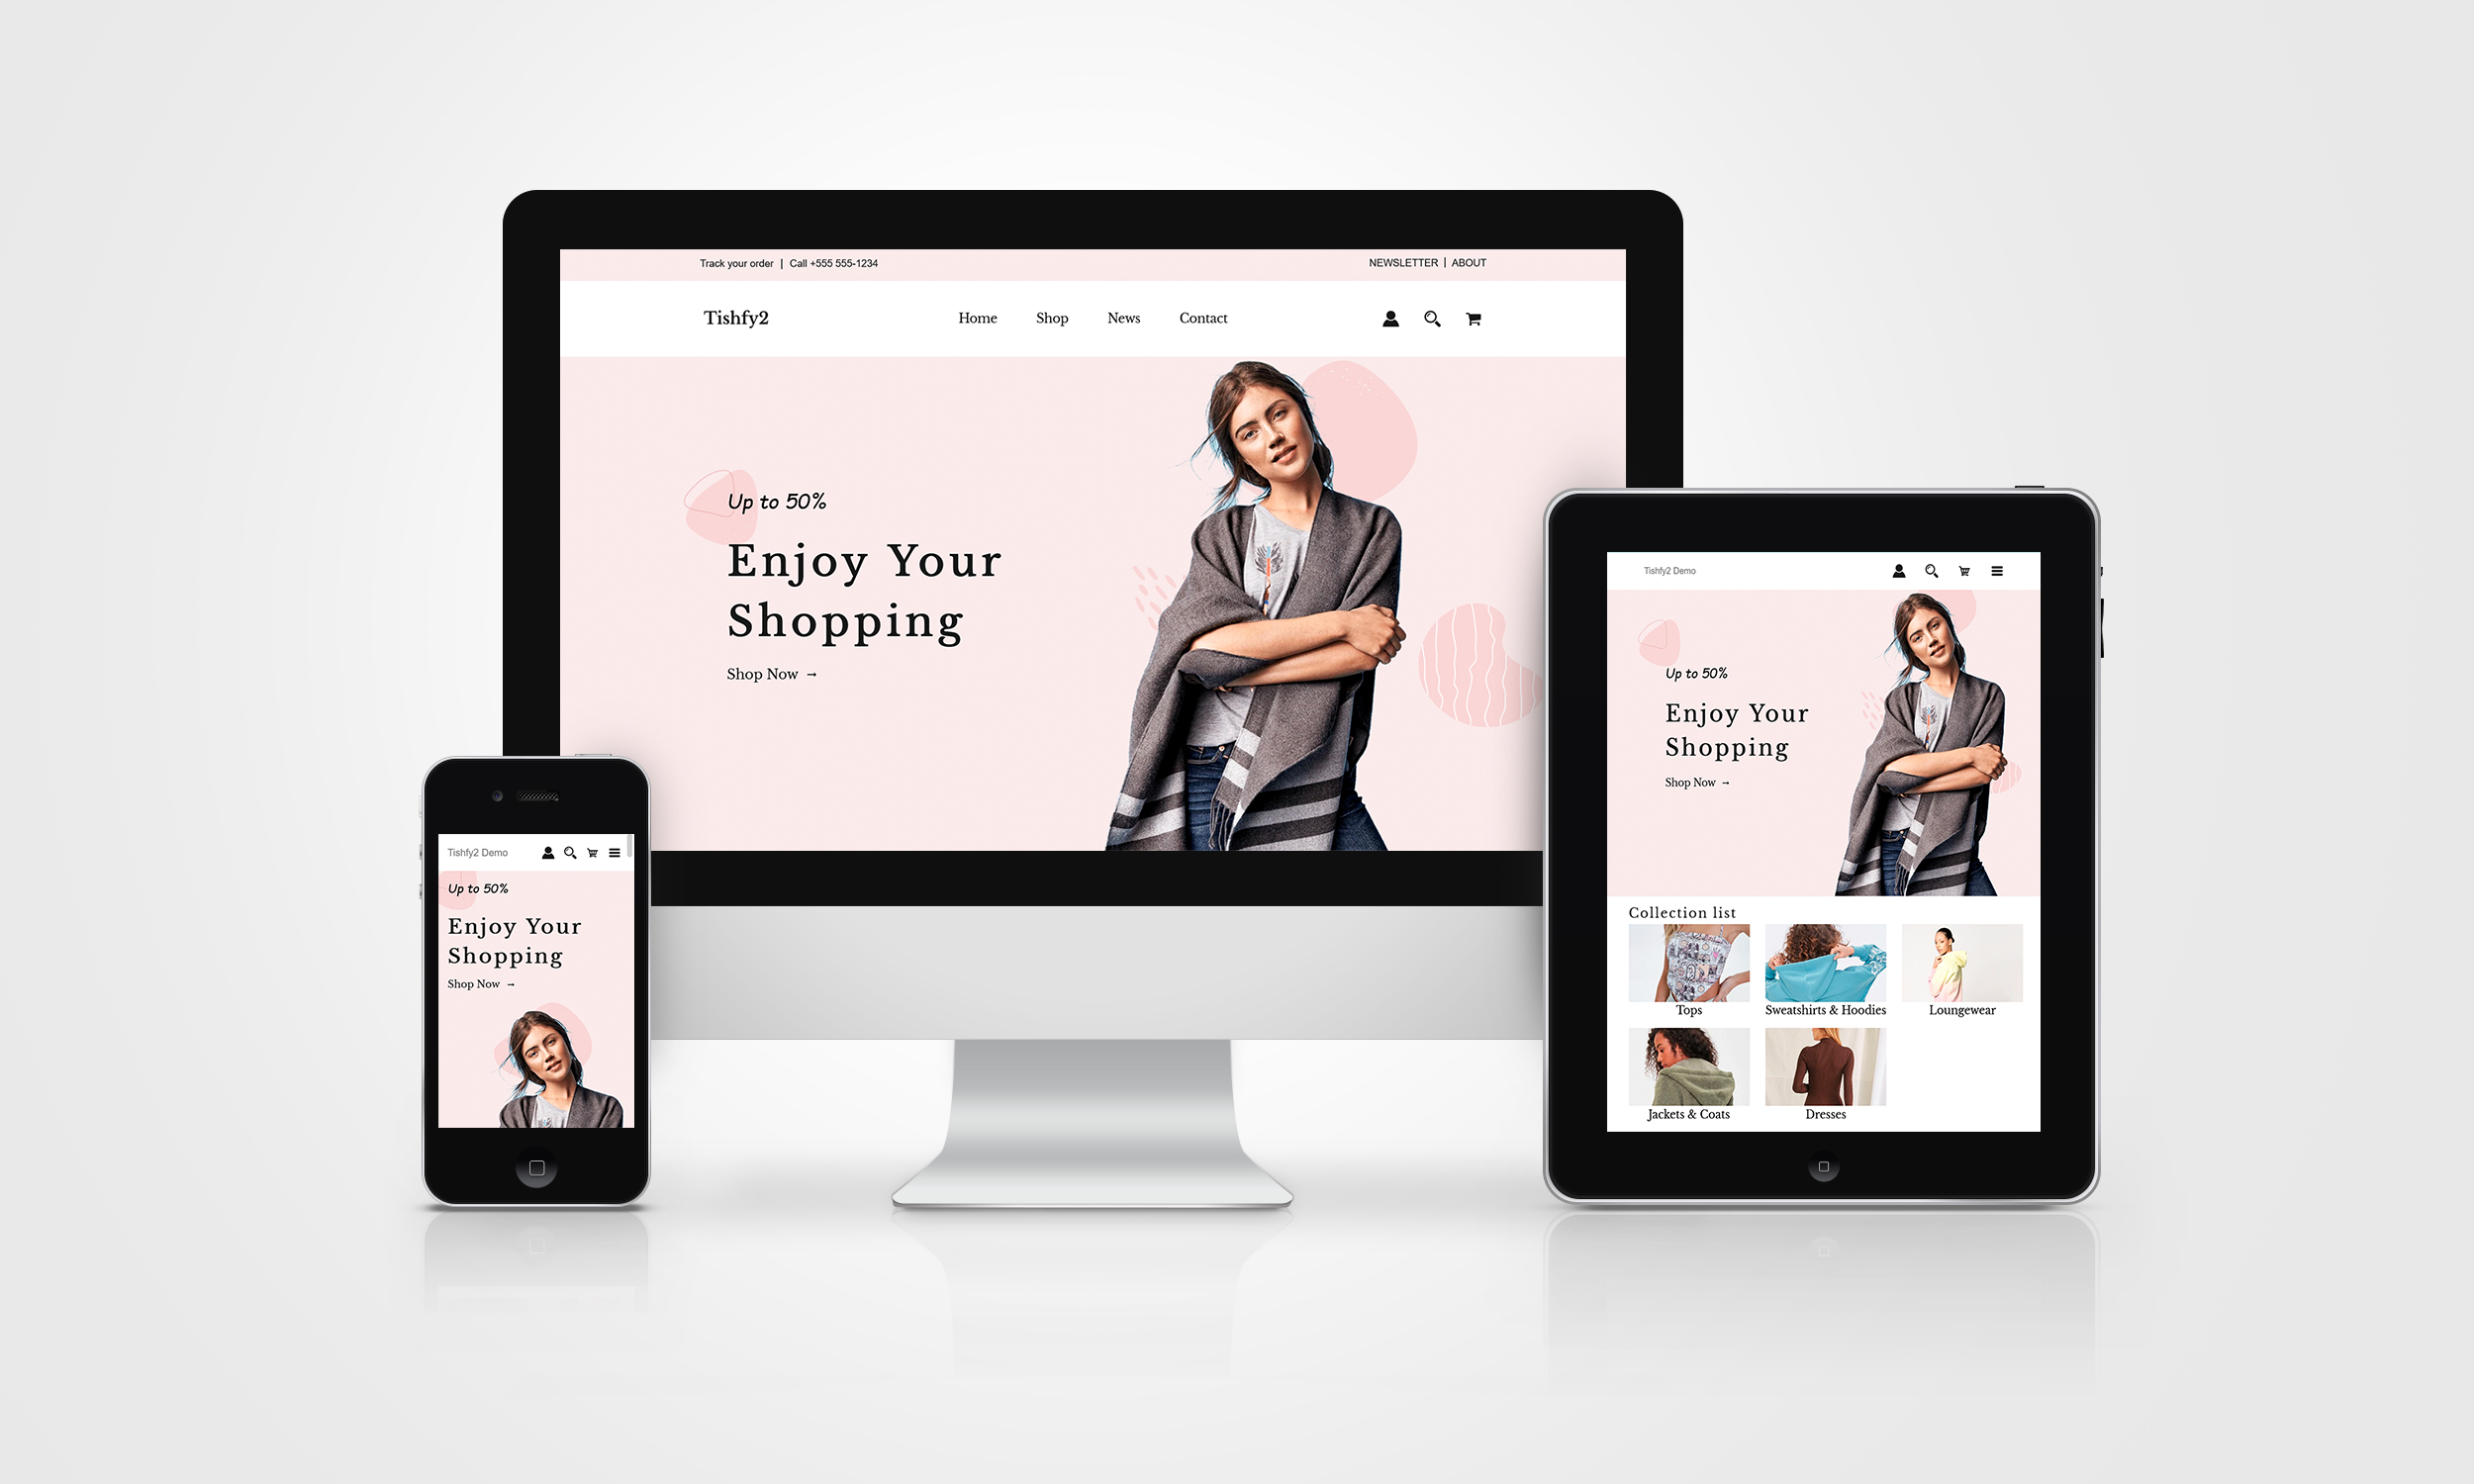 Track your order | Call +555 555-1234
NEWSLETTER | ABOUT
Tishfy2
Home Shop News Contact
Up to 50%
Enjoy Your
Shopping
Shop Now →
Tishfy2 Demo
Up to 50%
Enjoy Your
Shopping
Shop Now →
Tishfy2 Demo
Up to 50%
Enjoy Your
Shopping
Shop Now →
Collection list
Tops
Sweatshirts & Hoodies
Loungewear
Jackets & Coats
Dresses